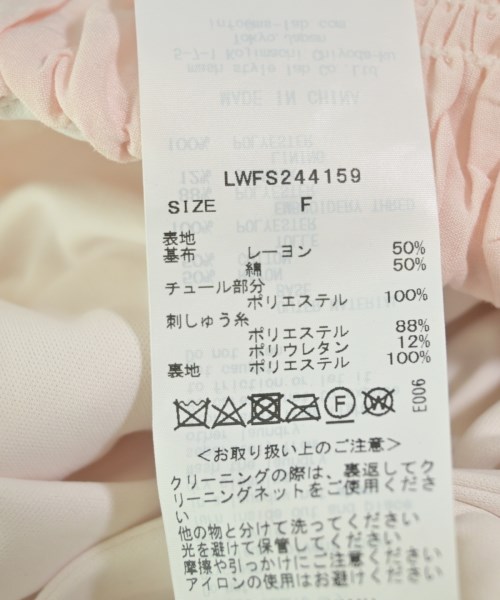 LWFS244159
SIZE F
表地
基布 レーヨン 50%
綿 50%
チュール部分
ポリエステル 100%
刺しゅう糸
ポリエステル 88%
ポリウレタン 12%
裏地 ポリエステル 100%
F W E006
<お取り扱い上のご注意>
クリーニングの際は、裏返してク
リーニングネットをご使用くださ
い
他の物と分けて洗ってください
光を避けて保管してください
摩擦や引っかけにご注意ください
アイロンの使用はお避けください